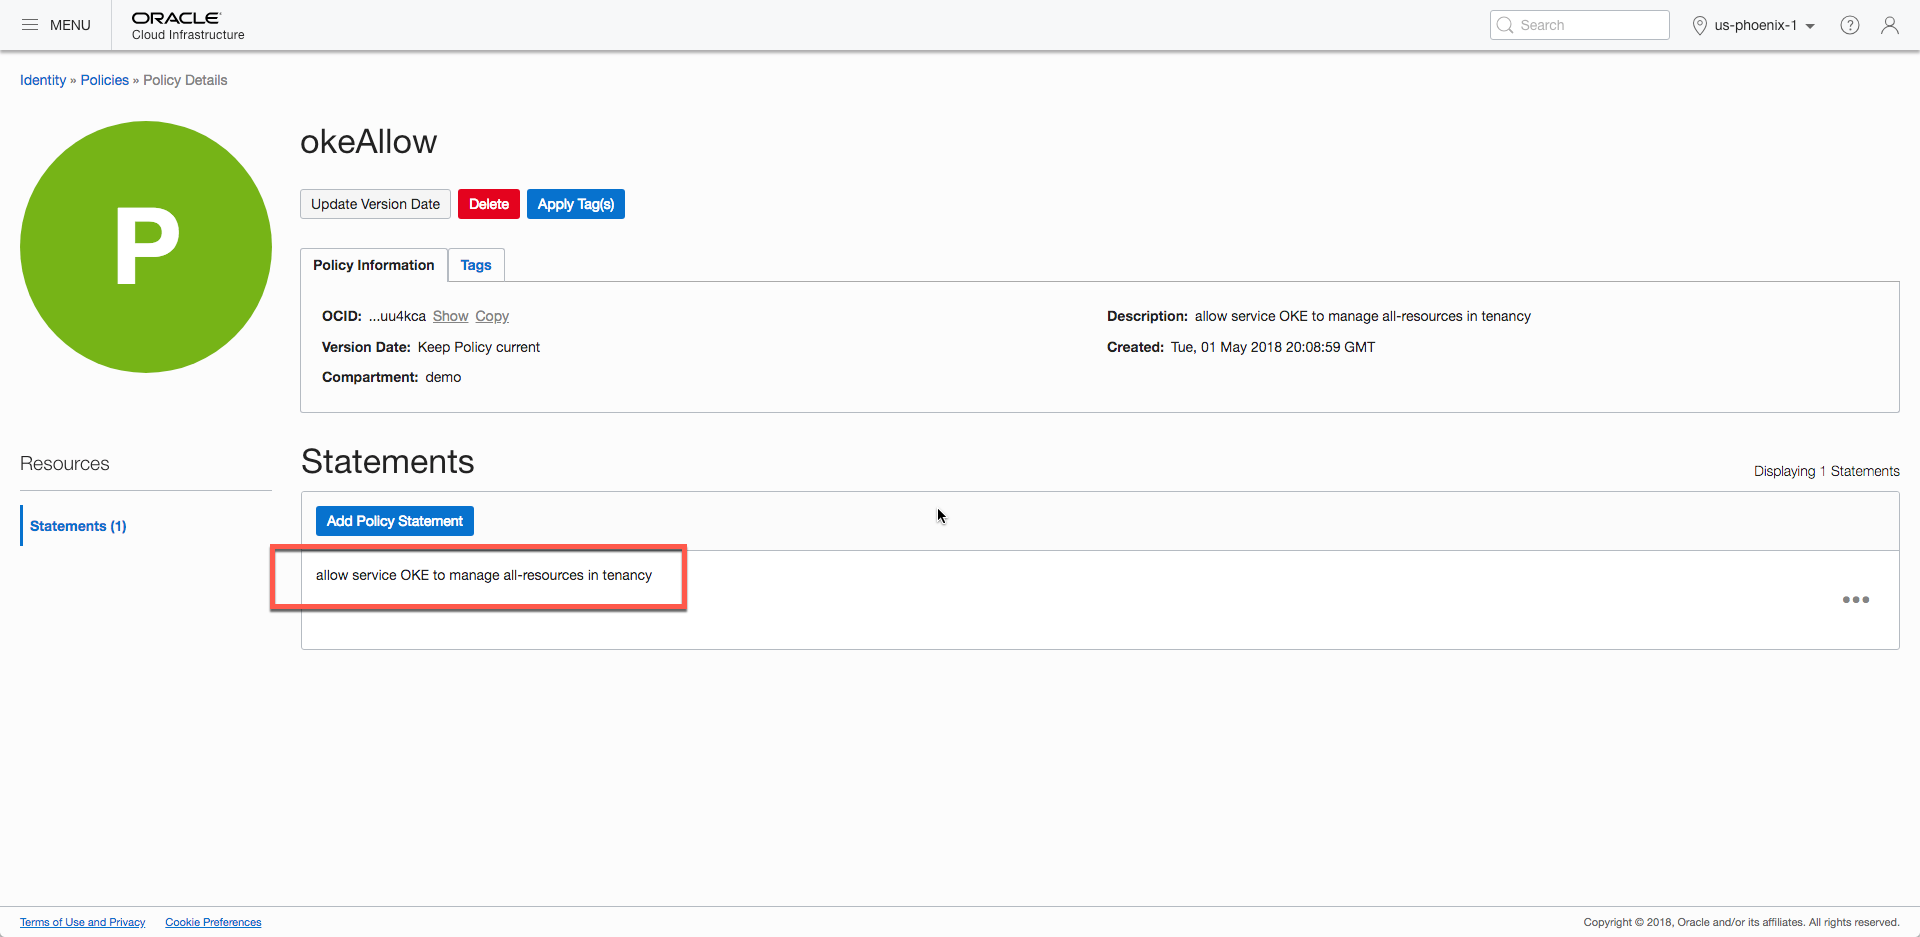 MENU
ORACLE
Cloud Infrastructure
Search
us-phoenix-1
?
Identity » Policies » Policy Details
P
okeAllow
Update Version Date
Delete
Apply Tag(s)
Policy Information
Tags
OCID: ...uu4kca Show Copy
Description: allow service OKE to manage all-resources in tenancy
Version Date: Keep Policy current
Created: Tue, 01 May 2018 20:08:59 GMT
Compartment: demo
Resources
Statements (1)
Statements
Displaying 1 Statements
Add Policy Statement
allow service OKE to manage all-resources in tenancy
Terms of Use and Privacy
Cookie Preferences
Copyright © 2018, Oracle and/or its affiliates. All rights reserved.